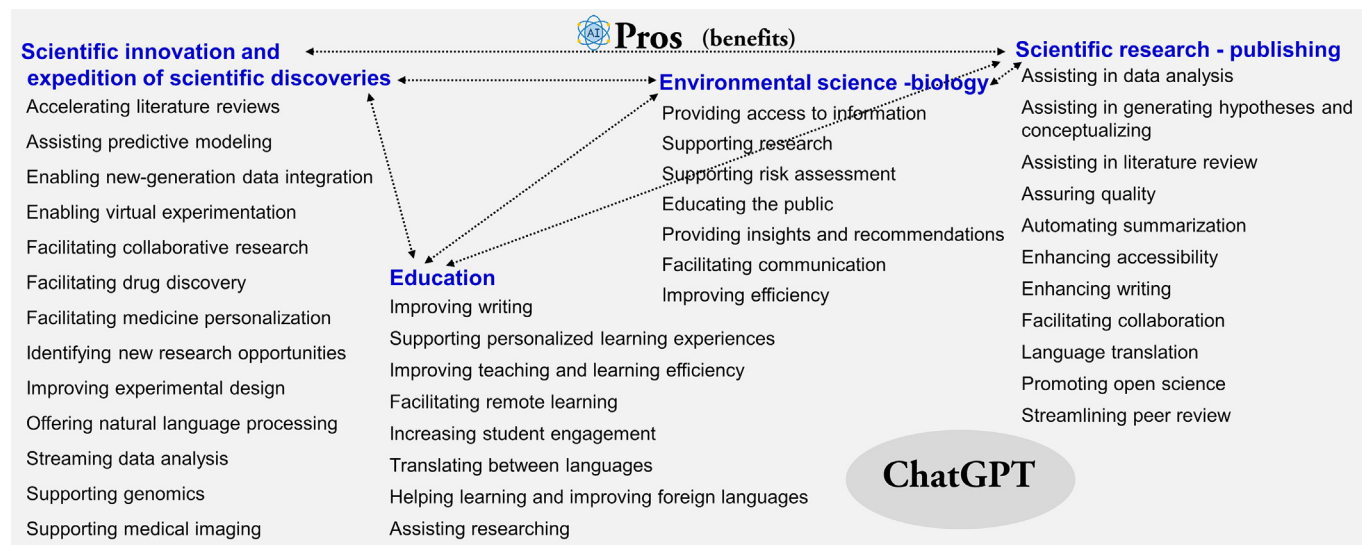 AI
Pros (benefits)
Scientific innovation and
expedition of scientific discoveries
Accelerating literature reviews
Assisting predictive modeling
Enabling new-generation data integration
Enabling virtual experimentation
Facilitating collaborative research
Facilitating drug discovery
Facilitating medicine personalization
Identifying new research opportunities
Improving experimental design
Offering natural language processing
Streaming data analysis
Supporting genomics
Supporting medical imaging
Education
Improving writing
Supporting personalized learning experiences
Improving teaching and learning efficiency
Facilitating remote learning
Increasing student engagement
Translating between languages
Helping learning and improving foreign languages
Assisting researching
Environmental science -biology
Providing access to information
Supporting research
Supporting risk assessment
Educating the public
Providing insights and recommendations
Facilitating communication
Improving efficiency
Scientific research - publishing
Assisting in data analysis
Assisting in generating hypotheses and
conceptualizing
Assisting in literature review
Assuring quality
Automating summarization
Enhancing accessibility
Enhancing writing
Facilitating collaboration
Language translation
Promoting open science
Streamlining peer review
ChatGPT